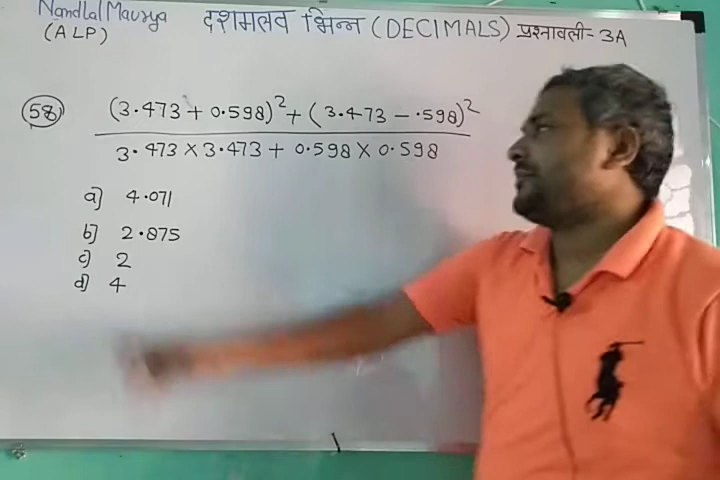 Nandlal Maurya दशमलव भिन्न (DECIMALS) प्रश्नावली= 3A
(ALP)
58 (3.473 + 0.598)² + (3.473 - .598)²
3.473 × 3.473 + 0.598 × 0.598
a] 4.071
b] 2.875
c] 2
d] 4